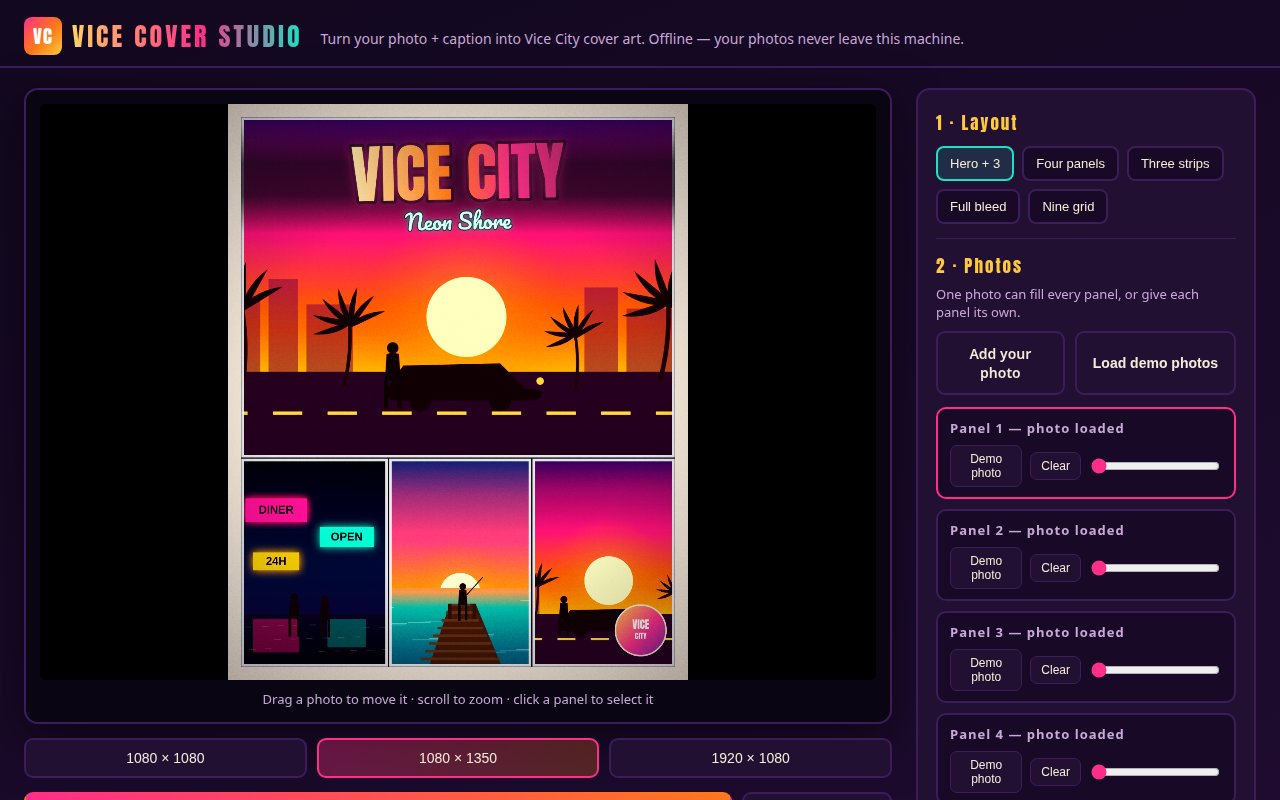 VC
VICE COVER STUDIO
Turn your photo + caption into Vice City cover art. Offline — your photos never leave this machine.
VICE CITY
Neon Shore
DINER
OPEN
24H
VICE
CITY
Drag a photo to move it · scroll to zoom · click a panel to select it
1080 × 1080
1080 × 1350
1920 × 1080
1 · Layout
Hero + 3
Four panels
Three strips
Full bleed
Nine grid
2 · Photos
One photo can fill every panel, or give each
panel its own.
Add your
photo
Load demo photos
Panel 1 — photo loaded
Demo
photo
Clear
Panel 2 — photo loaded
Demo
photo
Clear
Panel 3 — photo loaded
Demo
photo
Clear
Panel 4 — photo loaded
Demo
photo
Clear